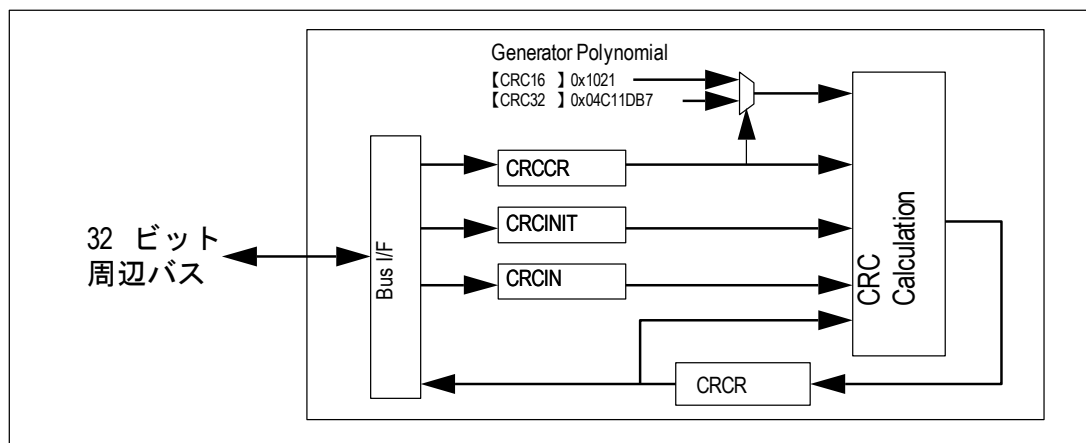 Generator Polynomial
【CRC16 】0x1021
【CRC32 】0x04C11DB7
CRCCR
CRCINIT
CRCIN
CRCR
32 ビット
周辺バス
Bus I/F
CRC
Calculation